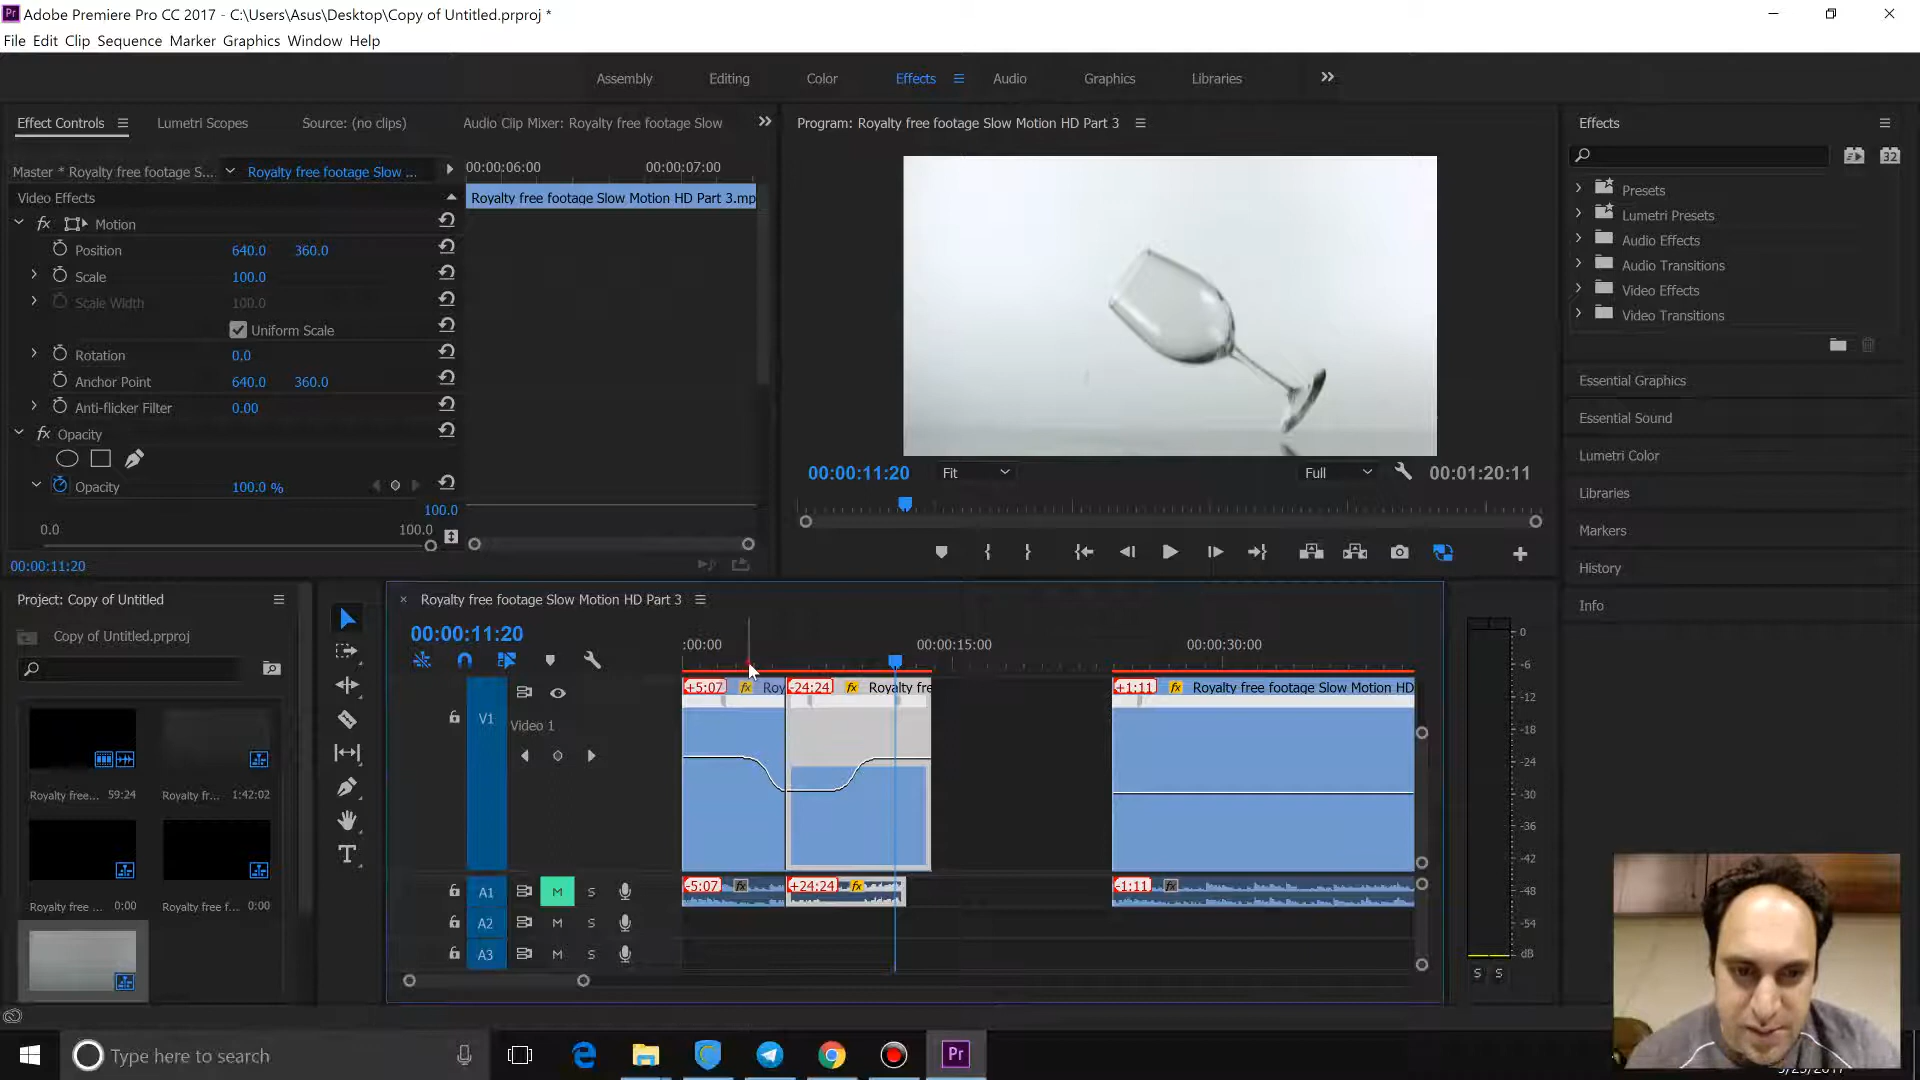 Adobe Premiere Pro CC 2017 - C:\Users\Asus\Desktop\Copy of Untitled.prproj *
File Edit Clip Sequence Marker Graphics Window Help
Assembly Editing Color Effects Audio Graphics Libraries
Effect Controls Lumetri Scopes Source: (no clips) Audio Clip Mixer: Royalty free footage Slow
Master * Royalty free footage S... Royalty free footage Slow ...
00:00:06:00 00:00:07:00
Royalty free footage Slow Motion HD Part 3.mp
Video Effects
fx Motion
Position 640.0 360.0
Scale 100.0
Scale Width 100.0
Uniform Scale
Rotation 0.0
Anchor Point 640.0 360.0
Anti-flicker Filter 0.00
fx Opacity
Opacity 100.0 %
100.0
0.0 100.0
00:00:11:20
Program: Royalty free footage Slow Motion HD Part 3
00:00:11:20 Fit Full 00:01:20:11
Effects
32
Presets
Lumetri Presets
Audio Effects
Audio Transitions
Video Effects
Video Transitions
Essential Graphics
Essential Sound
Lumetri Color
Libraries
Markers
History
Info
Project: Copy of Untitled
Copy of Untitled.prproj
Royalty free... 59:24 Royalty fr... 1:42:02
Royalty free ... 0:00 Royalty free f... 0:00
T
Royalty free footage Slow Motion HD Part 3
00:00:11:20
:00:00 00:00:15:00 00:00:30:00
+5:07 fx Roy -24:24 fx Royalty fre +1:11 fx Royalty free footage Slow Motion HD
V1 Video 1
A1 M S -5:07 fx +24:24 fx -1:11 fx
A2 M S
A3 M S
0
-6
-12
-18
-24
-30
-36
-42
-48
-54
dB
S S
Type here to search
Pr